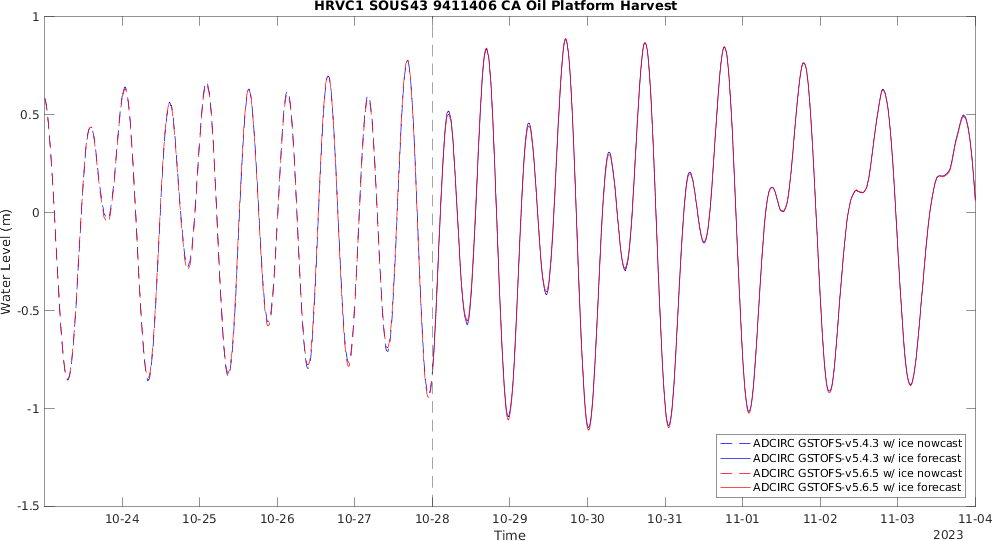 HRVC1 SOUS43 9411406 CA Oil Platform Harvest
1
0.5
0
-0.5
-1
-1.5
Water Level (m)
ADCIRC GSTOFS-v5.4.3 w/ ice nowcast
ADCIRC GSTOFS-v5.4.3 w/ ice forecast
ADCIRC GSTOFS-v5.6.5 w/ ice nowcast
ADCIRC GSTOFS-v5.6.5 w/ ice forecast
10-24 10-25 10-26 10-27 10-28 10-29 10-30 10-31 11-01 11-02 11-03 11-04
Time 2023